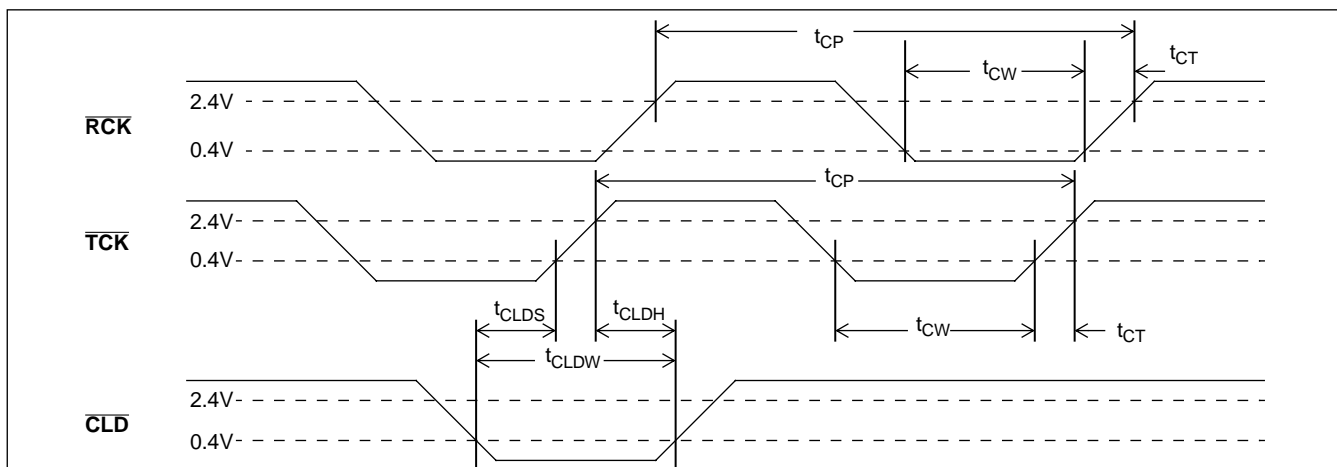 tCP
tCW
tCT
2.4V
RCK
0.4V
tCP
2.4V
TCK
0.4V
tCLDS
tCLDH
tCW
tCT
tCLDW
2.4V
CLD
0.4V